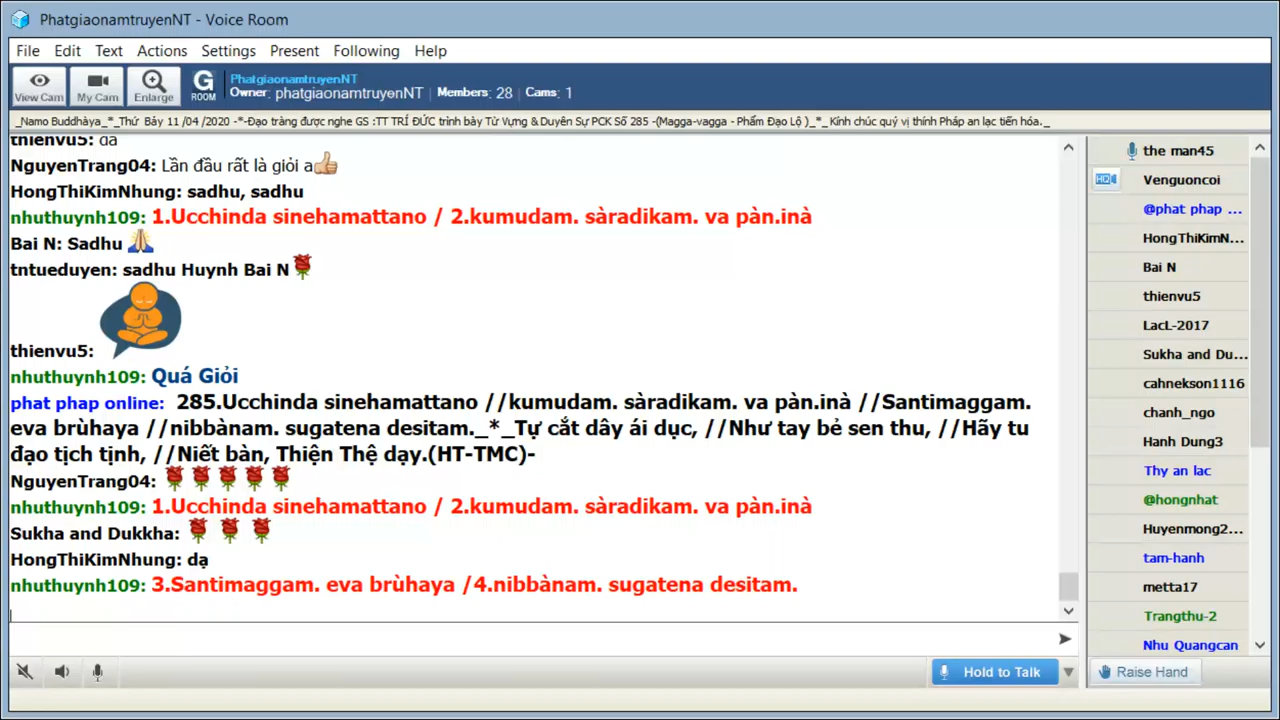 PhatgiaonamtruyenNT - Voice Room
File Edit Text Actions Settings Present Following Help
View Cam My Cam Enlarge G ROOM PhatgiaonamtruyenNT
Owner: phatgiaonamtruyenNT | Members: 28 | Cams: 1
_Namo Buddhàya_*_Thứ Bảy 11 /04 /2020 -*-Đạo tràng được nghe GS :TT TRÍ ĐỨC trình bày Từ Vựng & Duyên Sự PCK Số 285 -(Magga-vagga - Phẩm Đạo Lộ )_*_ Kính chúc quý vị thính Pháp an lạc tiến hóa._
thienvu5: dạ
NguyenTrang04: Lần đầu rất là giỏi ạ
HongThiKimNhung: sadhu, sadhu
nhuthuynh109: 1.Ucchinda sinehamattano / 2.kumudam. sàradikam. va pàn.inà
Bai N: Sadhu
tntueduyen: sadhu Huynh Bai N
thienvu5:
nhuthuynh109: Quá Giỏi
phat phap online: 285.Ucchinda sinehamattano //kumudam. sàradikam. va pàn.inà //Santimaggam.
eva brùhaya //nibbànam. sugatena desitam._*_Tự cắt dây ái dục, //Như tay bẻ sen thu, //Hãy tu
đạo tịch tịnh, //Niết bàn, Thiện Thệ dạy.(HT-TMC)-
NguyenTrang04:
nhuthuynh109: 1.Ucchinda sinehamattano / 2.kumudam. sàradikam. va pàn.inà
Sukha and Dukkha:
HongThiKimNhung: dạ
nhuthuynh109: 3.Santimaggam. eva brùhaya /4.nibbànam. sugatena desitam.
the man45
Venguoncoi
@phat phap ...
HongThiKimN...
Bai N
thienvu5
LacL-2017
Sukha and Du...
cahnekson1116
chanh_ngo
Hanh Dung3
Thy an lac
@hongnhat
Huyenmong2...
tam-hanh
metta17
Trangthu-2
Nhu Quangcan
Hold to Talk
Raise Hand